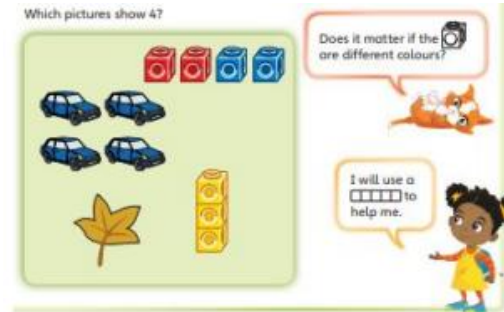 Which pictures show 4?
Does it matter if the
are different colours?
I will use a
to
help me.